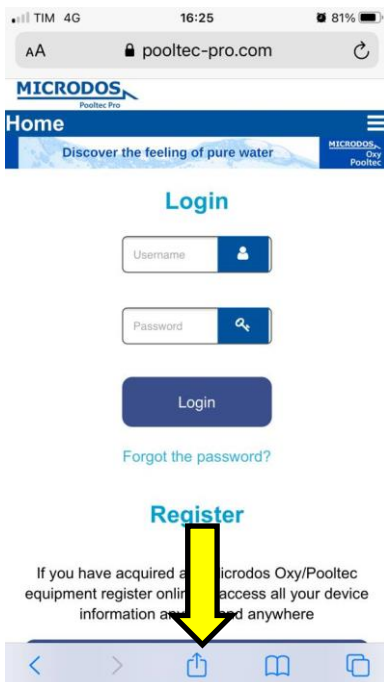 TIM 4G 16:25 81%
AA pooltec-pro.com
MICRODOS
Pooltec Pro
Home
Discover the feeling of pure water
MICRODOS
Oxy
Pooltec
Login
Username
Password
Login
Forgot the password?
Register
If you have acquired a icrodos Oxy/Pooltec
equipment register onlin access all your device
information an d anywhere